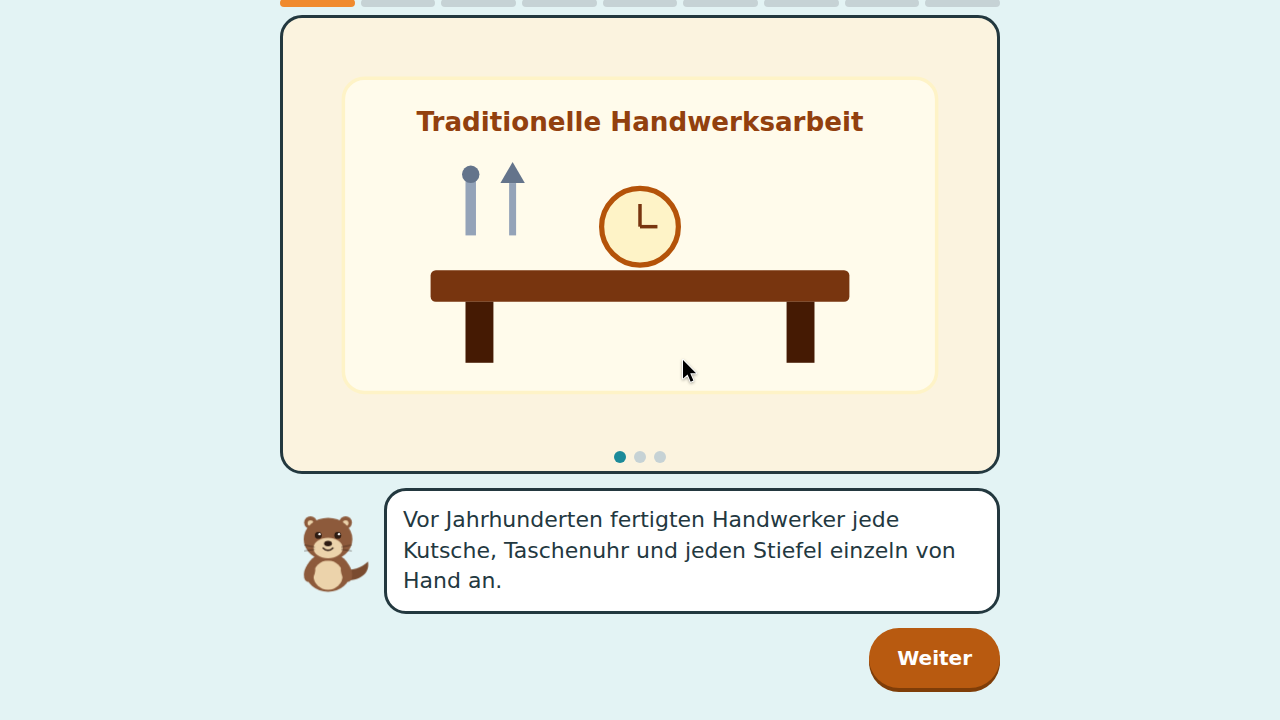 Traditionelle Handwerksarbeit
Vor Jahrhunderten fertigten Handwerker jede
Kutsche, Taschenuhr und jeden Stiefel einzeln von
Hand an.
Weiter